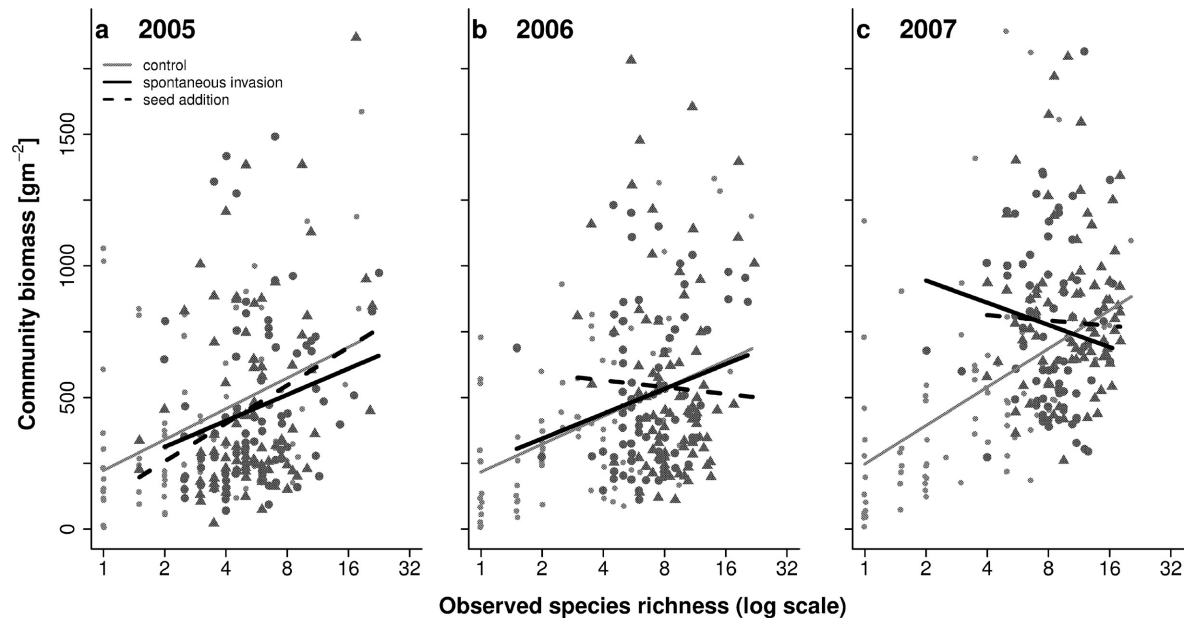 a 2005
b 2006
c 2007
control
spontaneous invasion
seed addition
Community biomass [gm⁻²]
1500
1000
500
0
1 2 4 8 16 32
1 2 4 8 16 32
1 2 4 8 16 32
Observed species richness (log scale)